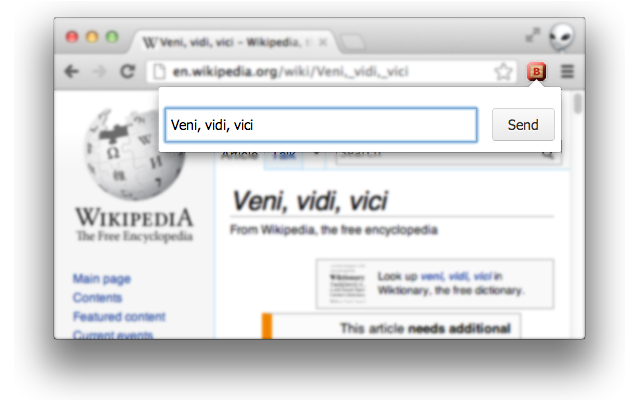 Veni, vidi, vici – Wikipedia, t
en.wikipedia.org/wiki/Veni,_vidi,_vici
B
Veni, vidi, vici
Send
Article Talk
Search
WIKIPEDIA
The Free Encyclopedia
Veni, vidi, vici
From Wikipedia, the free encyclopedia
Look up veni, vidi, vici in
Wiktionary, the free dictionary.
Main page
Contents
Featured content
Current events
This article needs additional